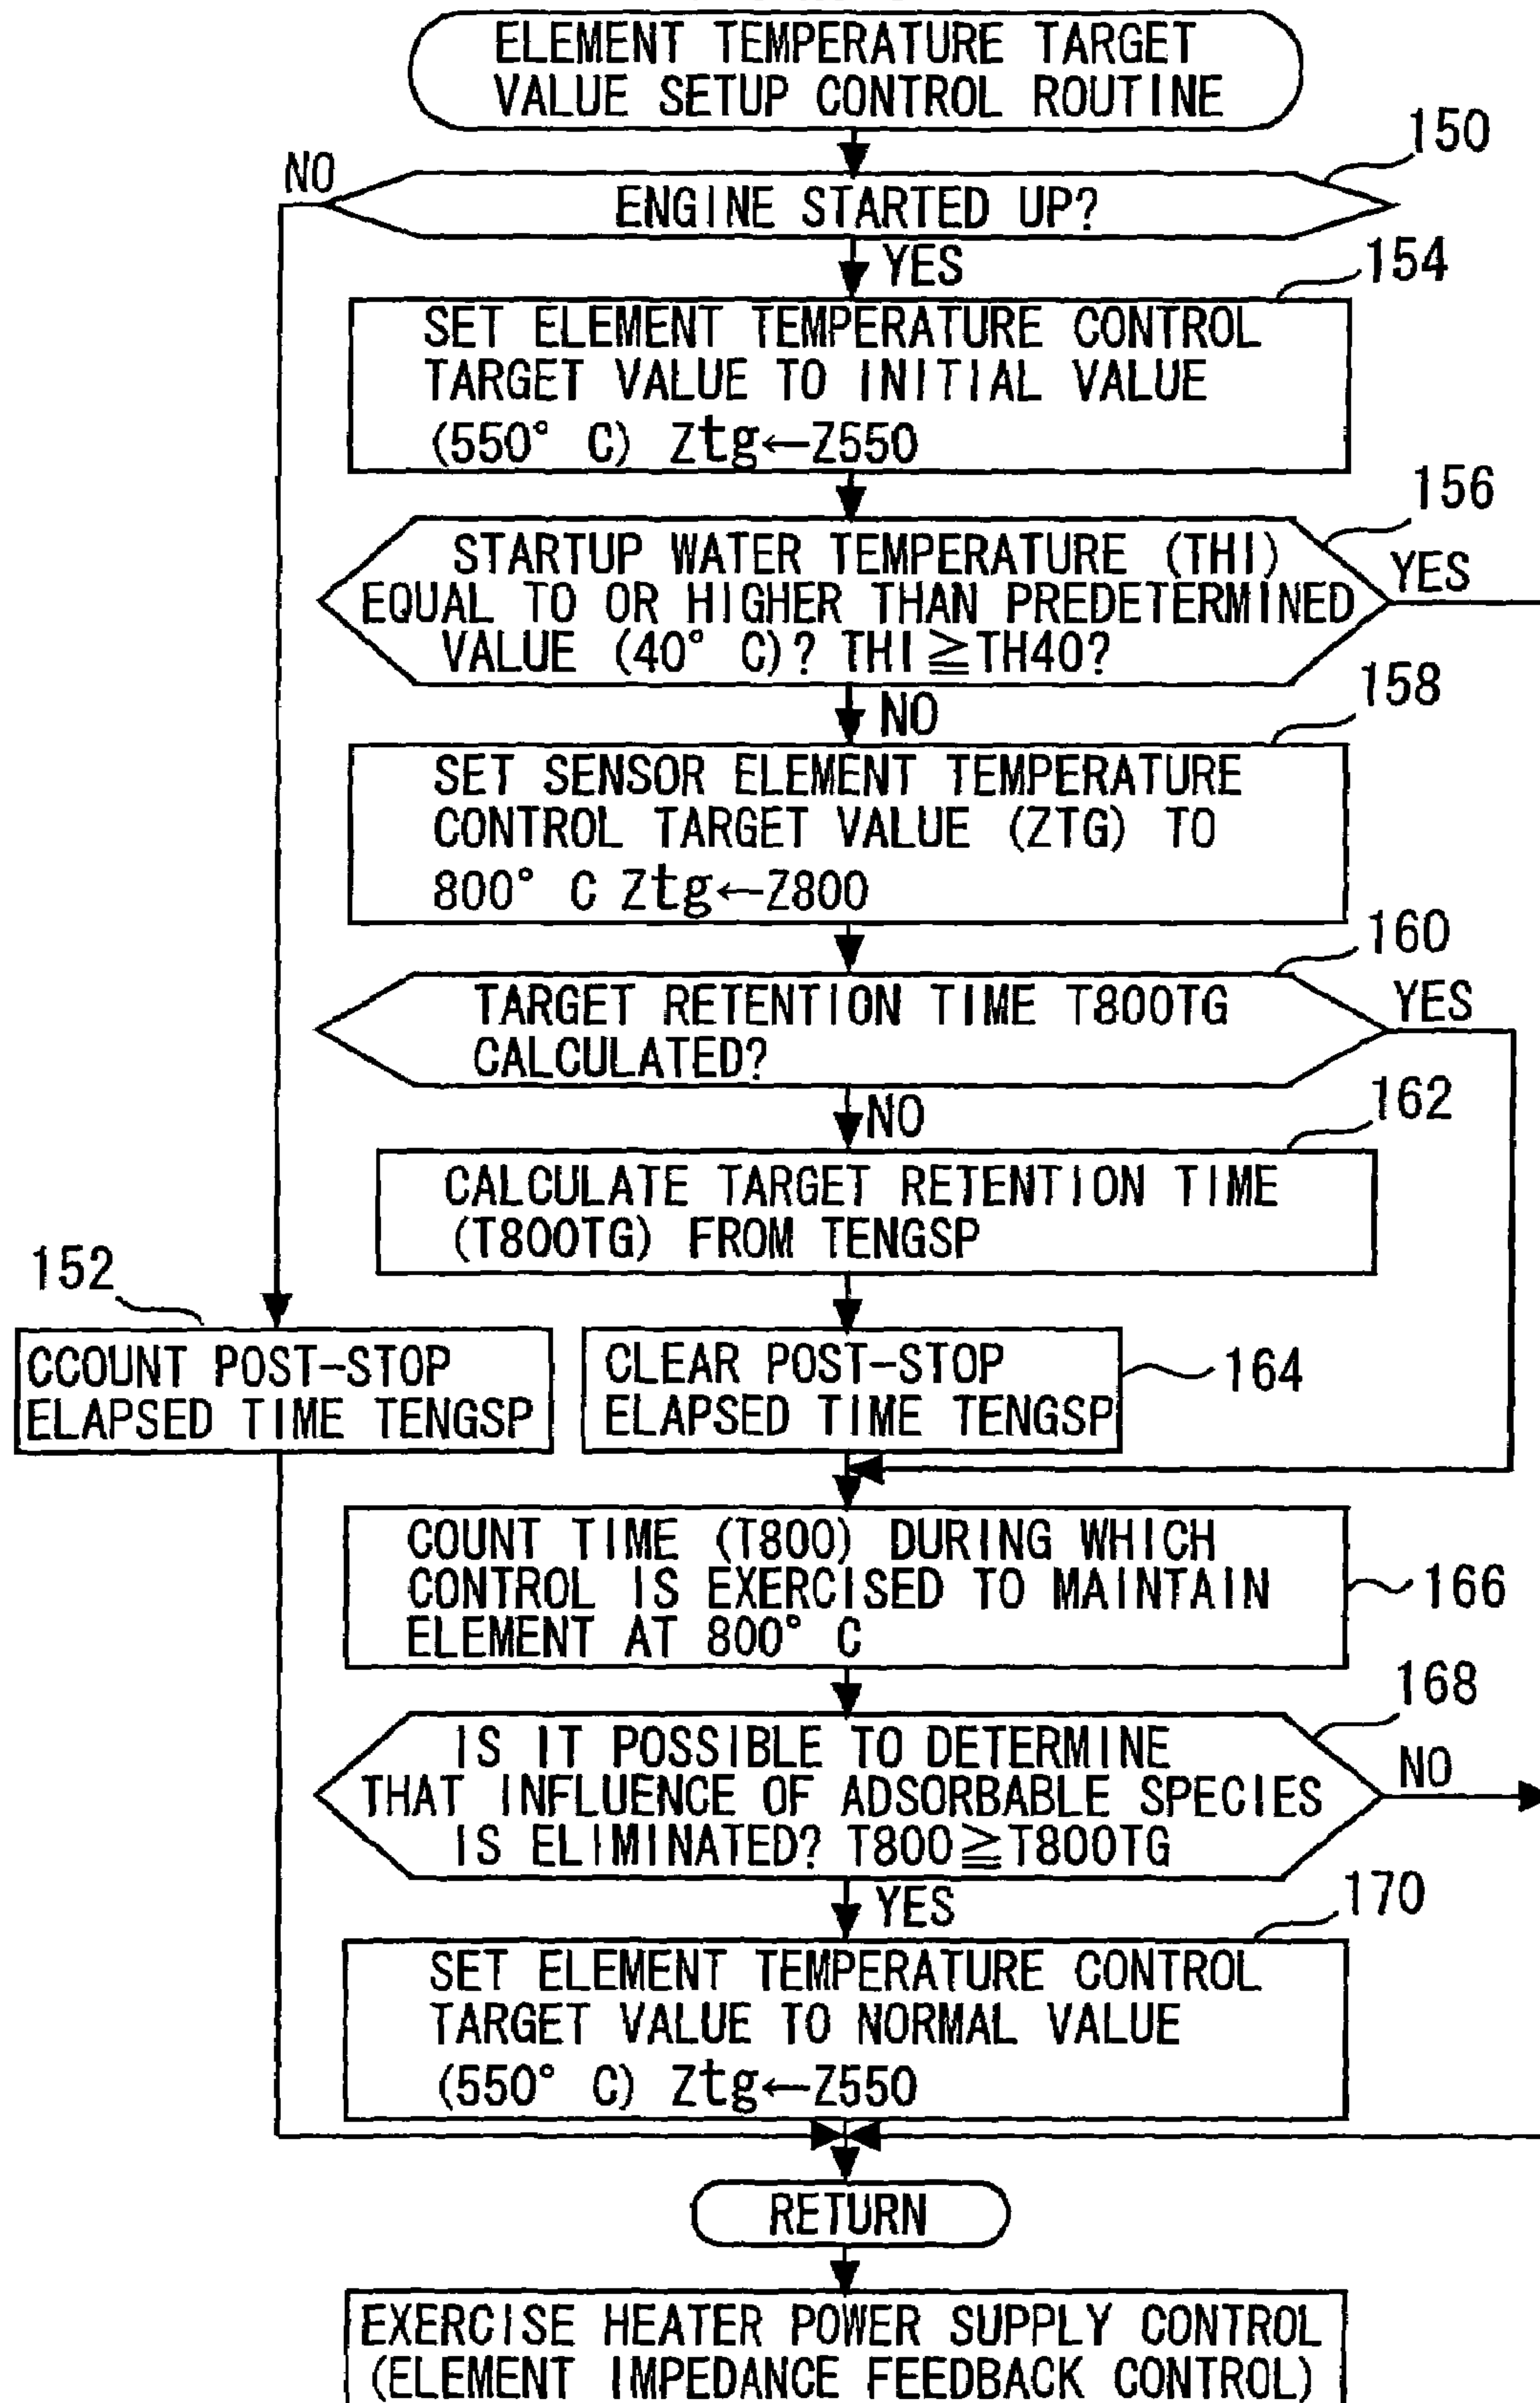 ELEMENT TEMPERATURE TARGET
VALUE SETUP CONTROL ROUTINE
150
NO
ENGINE STARTED UP?
YES
154
SET ELEMENT TEMPERATURE CONTROL
TARGET VALUE TO INITIAL VALUE
(550° C) Ztg←Z550
156
STARTUP WATER TEMPERATURE (THI)
EQUAL TO OR HIGHER THAN PREDETERMINED
VALUE (40° C)? THI≧TH40?
YES
NO
158
SET SENSOR ELEMENT TEMPERATURE
CONTROL TARGET VALUE (ZTG) TO
800° C Ztg←Z800
160
TARGET RETENTION TIME T800TG
CALCULATED?
YES
NO
162
CALCULATE TARGET RETENTION TIME
(T800TG) FROM TENGSP
152
CCOUNT POST-STOP
ELAPSED TIME TENGSP
CLEAR POST-STOP
ELAPSED TIME TENGSP
164
COUNT TIME (T800) DURING WHICH
CONTROL IS EXERCISED TO MAINTAIN
ELEMENT AT 800° C
166
168
IS IT POSSIBLE TO DETERMINE
THAT INFLUENCE OF ADSORBABLE SPECIES
IS ELIMINATED? T800≧T800TG
NO
YES
170
SET ELEMENT TEMPERATURE CONTROL
TARGET VALUE TO NORMAL VALUE
(550° C) Ztg←Z550
RETURN
EXERCISE HEATER POWER SUPPLY CONTROL
(ELEMENT IMPEDANCE FEEDBACK CONTROL)